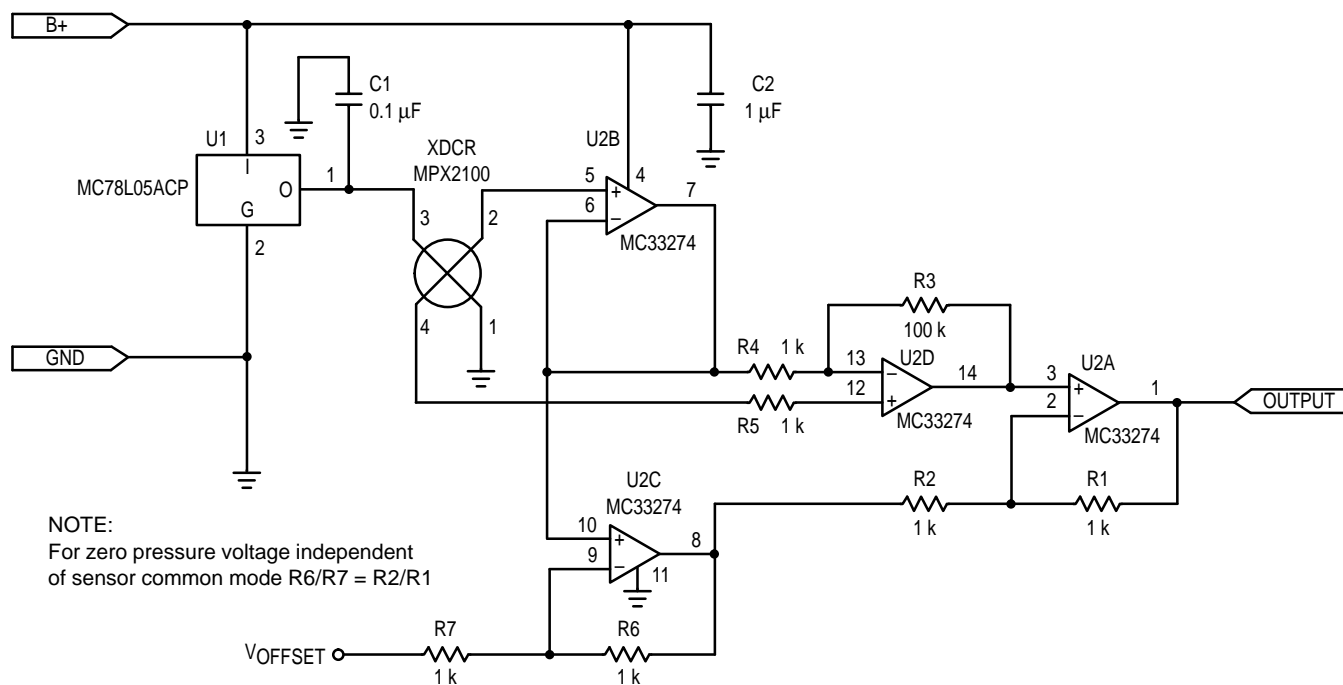 B+
C1
0.1 µF
C2
1 µF
U1
3
I
MC78L05ACP
O
1
G
2
XDCR
MPX2100
3
2
4
1
U2B
5
+
4
6
–
7
MC33274
GND
R3
100 k
R4
1 k
13
–
U2D
14
12
+
R5
1 k
MC33274
U2A
3
+
1
2
–
MC33274
OUTPUT
U2C
MC33274
10
+
8
9
–
11
R2
1 k
R1
1 k
NOTE:
For zero pressure voltage independent
of sensor common mode R6/R7 = R2/R1
VOFFSET
R7
1 k
R6
1 k